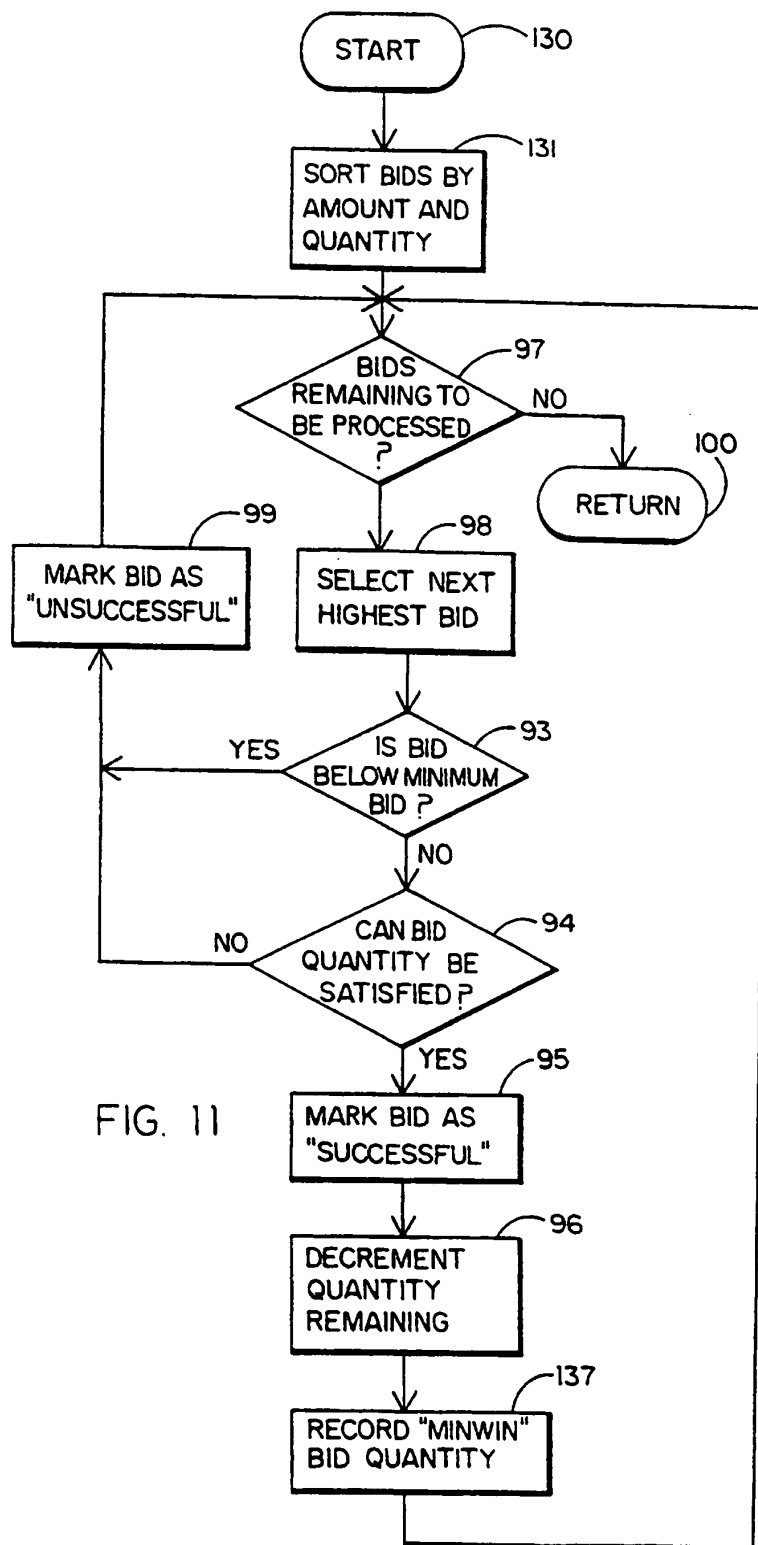 START
130
131
SORT BIDS BY
AMOUNT AND
QUANTITY
97
BIDS
REMAINING TO
BE PROCESSED
?
NO
100
RETURN
99
MARK BID AS
"UNSUCCESSFUL"
98
SELECT NEXT
HIGHEST BID
93
YES
IS BID
BELOW MINIMUM
BID ?
NO
94
NO
CAN BID
QUANTITY BE
SATISFIED ?
YES
95
FIG. 11
MARK BID AS
"SUCCESSFUL"
96
DECREMENT
QUANTITY
REMAINING
137
RECORD "MINWIN"
BID QUANTITY